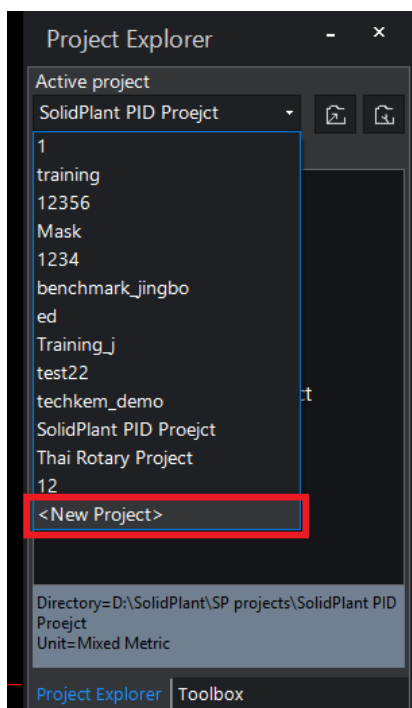 Project Explorer
Active project
SolidPlant PID Proejct
1
training
12356
Mask
1234
benchmark_jingbo
ed
Training_j
test22
techkem_demo
ct
SolidPlant PID Proejct
Thai Rotary Project
12
<New Project>
Directory=D:\SolidPlant\SP projects\SolidPlant PID
Proejct
Unit=Mixed Metric
Project Explorer Toolbox